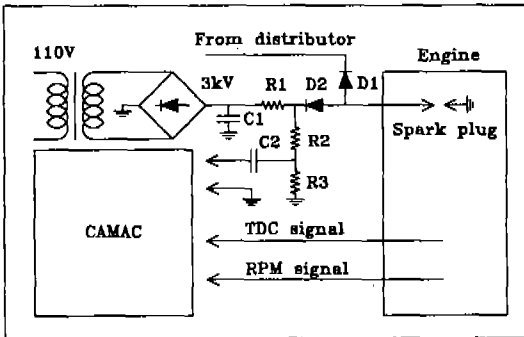 From distributor
110V
Engine
3kV
R1
D2
D1
C1
Spark plug
C2
R2
R3
CAMAC
TDC signal
RPM signal